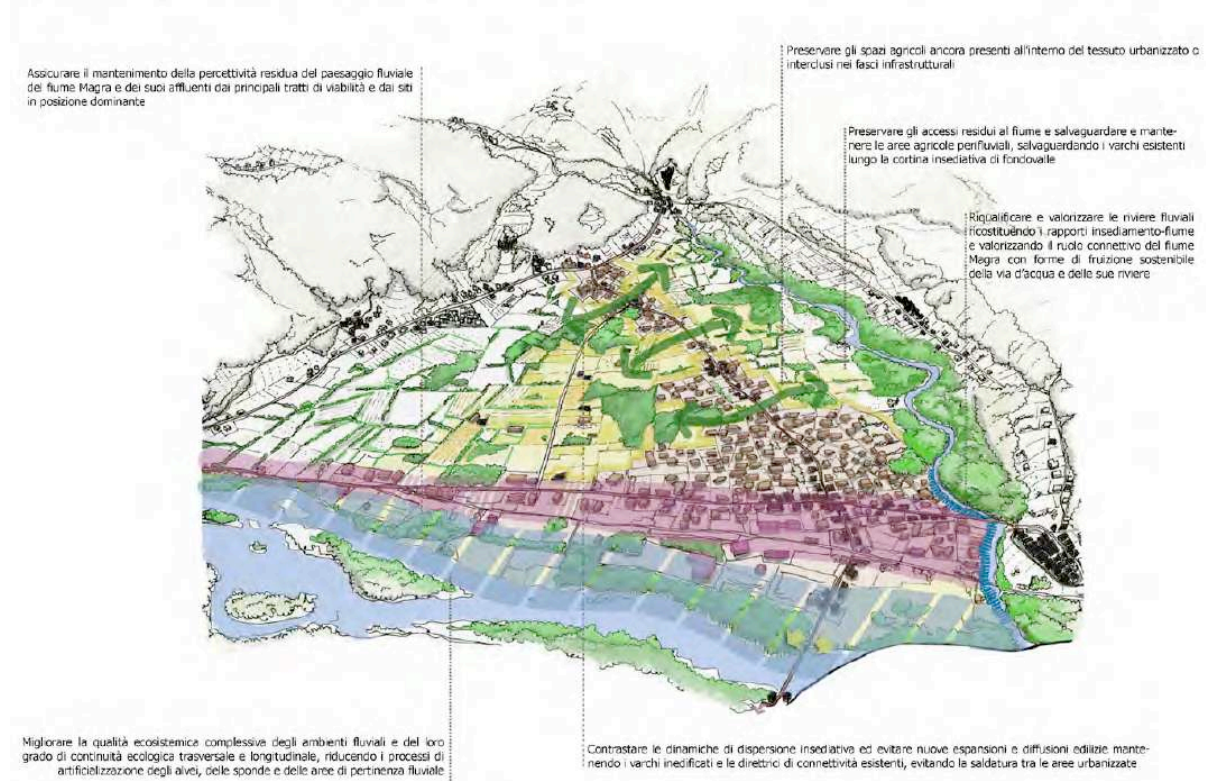 Assicurare il mantenimento della percettività residua del paesaggio fluviale
del fiume Magra e dei suoi affluenti dai principali tratti di viabilità e dai siti
in posizione dominante
Preservare gli spazi agricoli ancora presenti all'interno del tessuto urbanizzato o
interclusi nei fasci infrastrutturali
Preservare gli accessi residui al fiume e salvaguardare e mante-
nere le aree agricole perifluviali, salvaguardando i varchi esistenti
lungo la cortina insediativa di fondovalle
Riqualificare e valorizzare le riviere fluviali
ricostituendo i rapporti insediamento-fiume
e valorizzando il ruolo connettivo del fiume
Magra con forme di fruizione sostenibile
della via d'acqua e delle sue riviere
Migliorare la qualità ecosistemica complessiva degli ambienti fluviali e del loro
grado di continuità ecologica trasversale e longitudinale, riducendo i processi di
artificializzazione degli alvei, delle sponde e delle aree di pertinenza fluviale
Contrastare le dinamiche di dispersione insediativa ed evitare nuove espansioni e diffusioni edilizie mante-
nendo i varchi inedificati e le direttrici di connettività esistenti, evitando la saldatura tra le aree urbanizzate